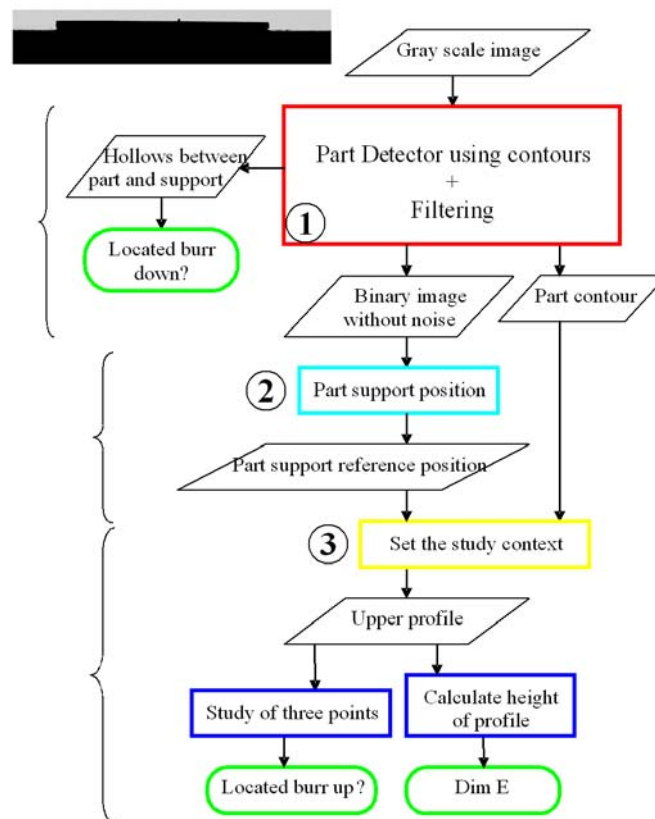 Gray scale image
Part Detector using contours
+
Filtering
1
Hollows between
part and support
Located burr
down?
Binary image
without noise
Part contour
2
Part support position
Part support reference position
3
Set the study context
Upper profile
Study of three points
Calculate height
of profile
Located burr up?
Dim E